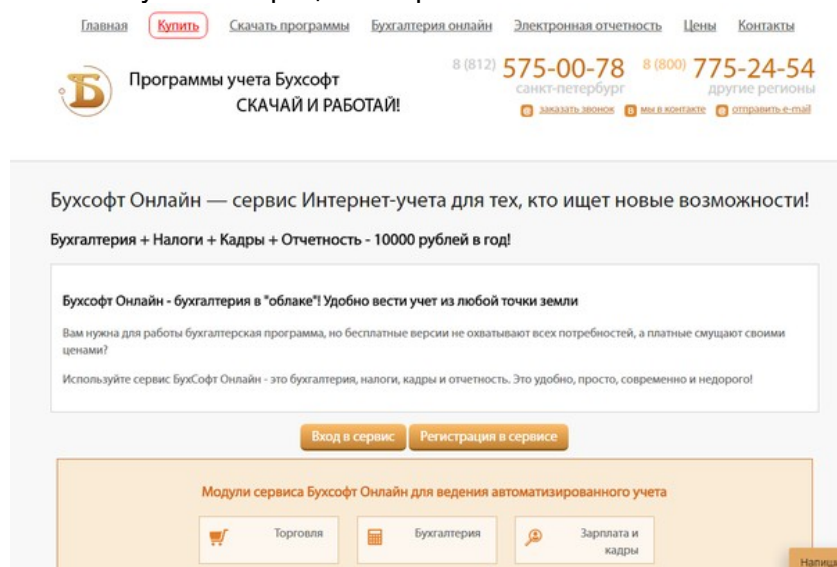 Главная Купить Скачать программы Бухгалтерия онлайн Электронная отчетность Цены Контакты
Программы учета Бухсофт
СКАЧАЙ И РАБОТАЙ!
8 (812) 575-00-78 8 (800) 775-24-54
санкт-петербург другие регионы
заказать звонок мы в контакте отправить e-mail
Бухсофт Онлайн — сервис Интернет-учета для тех, кто ищет новые возможности!
Бухгалтерия + Налоги + Кадры + Отчетность - 10000 рублей в год!
Бухсофт Онлайн - бухгалтерия в "облаке"! Удобно вести учет из любой точки земли
Вам нужна для работы бухгалтерская программа, но бесплатные версии не охватывают всех потребностей, а платные смущают своими
ценами?
Используйте сервис БухСофт Онлайн - это бухгалтерия, налоги, кадры и отчетность. Это удобно, просто, современно и недорого!
Вход в сервис Регистрация в сервисе
Модули сервиса Бухсофт Онлайн для ведения автоматизированного учета
Торговля Бухгалтерия Зарплата и
кадры